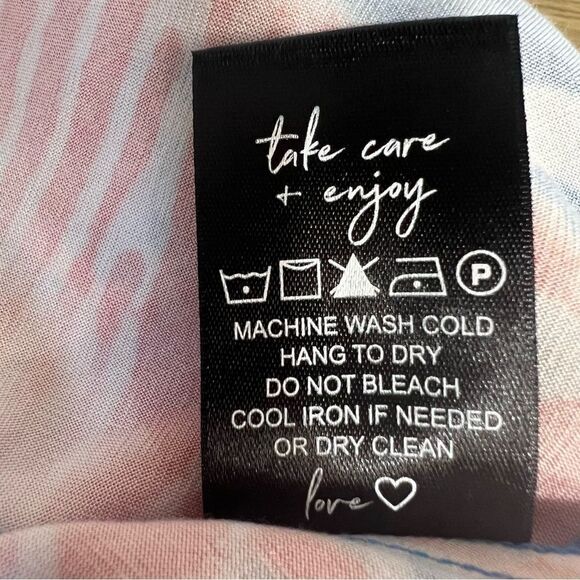 take care
+ enjoy
P
MACHINE WASH COLD
HANG TO DRY
DO NOT BLEACH
COOL IRON IF NEEDED
OR DRY CLEAN
love♡